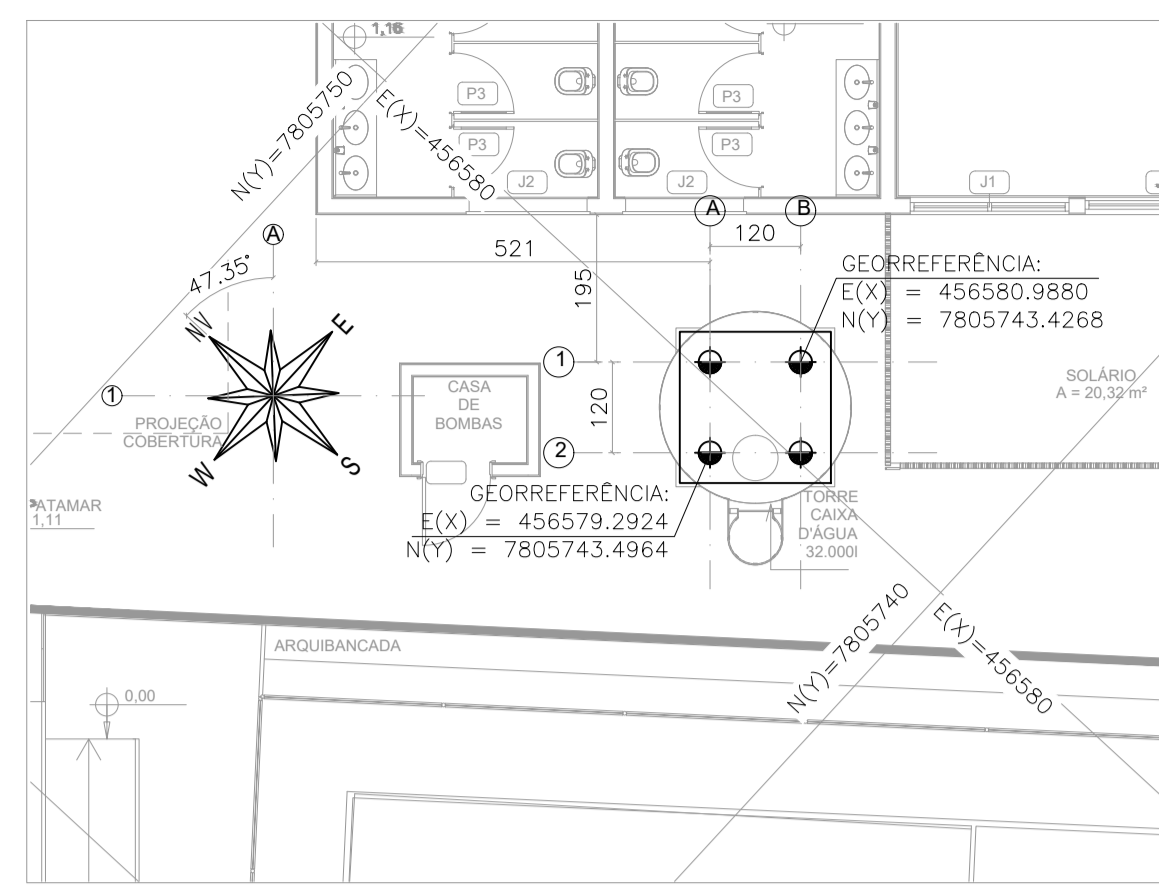 1,16
P3
P3
P3
P3
J2
J2
J1
N(Y)=7805750
E(X)=456580
A
B
A
120
521
195
47.35°
GEORREFERÊNCIA:
E(X) = 456580.9880
N(Y) = 7805743.4268
E
S
W
1
1
2
120
CASA
DE
BOMBAS
PROJEÇÃO
COBERTURA
SOLÁRIO
A = 20,32 m²
GEORREFERÊNCIA:
E(X) = 456579.2924
N(Y) = 7805743.4964
TORRE
CAIXA
D'ÁGUA
32.000l
PATAMAR
1,11
N(Y)=7805740
E(X)=456580
ARQUIBANCADA
0,00